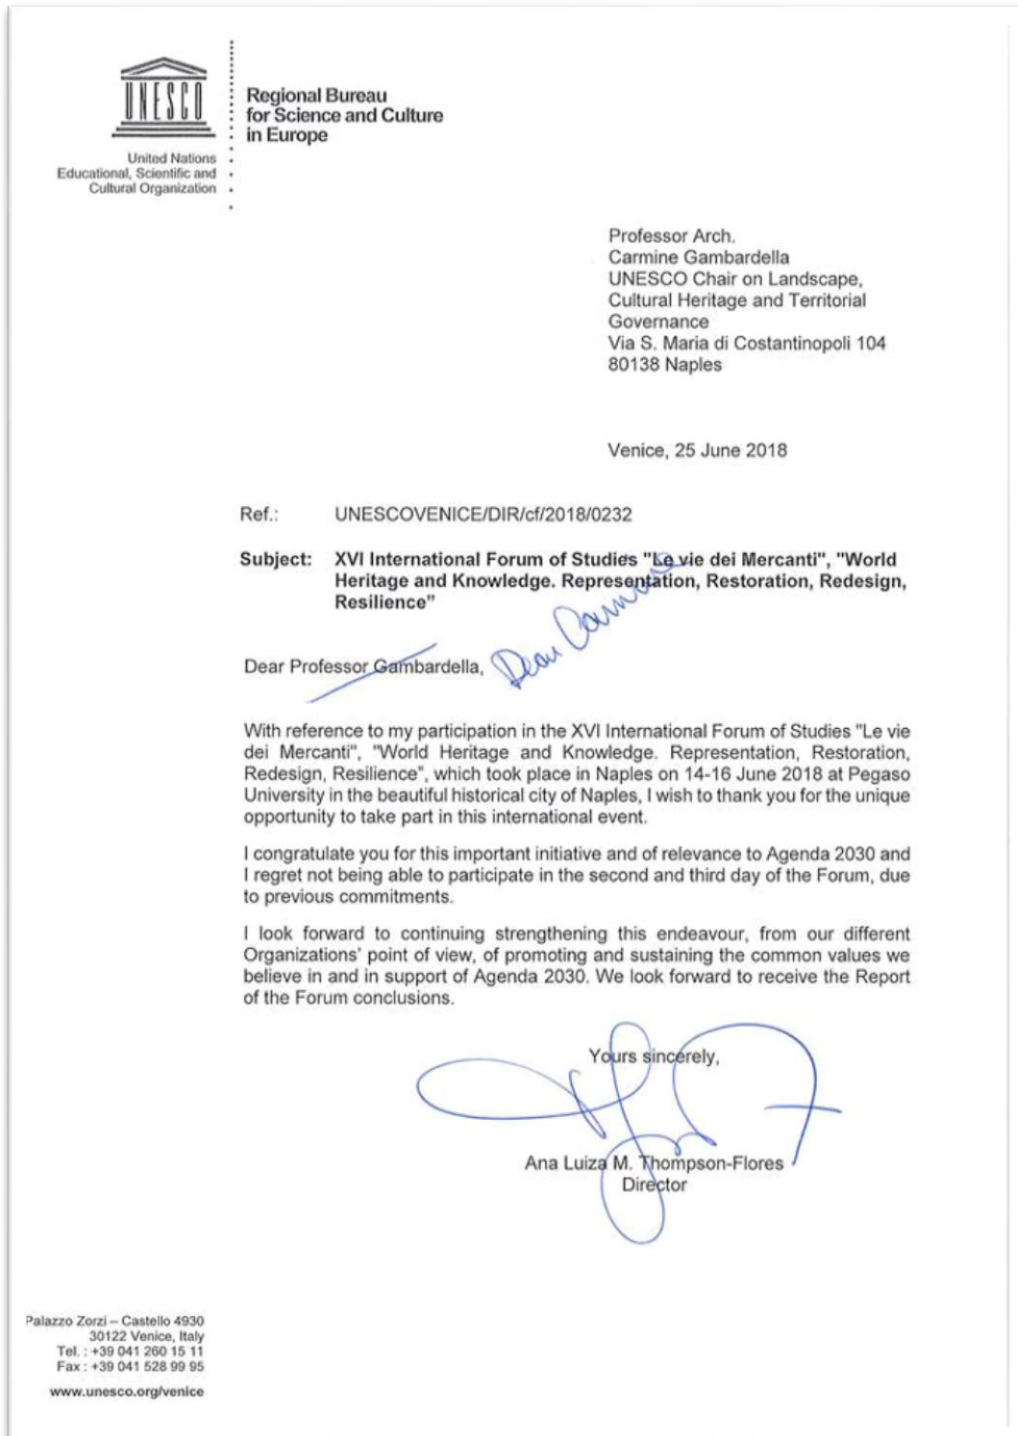 UNESCO
United Nations
Educational, Scientific and
Cultural Organization
Regional Bureau
for Science and Culture
in Europe
Professor Arch.
Carmine Gambardella
UNESCO Chair on Landscape,
Cultural Heritage and Territorial
Governance
Via S. Maria di Costantinopoli 104
80138 Naples
Venice, 25 June 2018
Ref.: UNESCOVENICE/DIR/cf/2018/0232
Subject: XVI International Forum of Studies "Le vie dei Mercanti", "World
Heritage and Knowledge. Representation, Restoration, Redesign,
Resilience"
Dear Professor Gambardella, Dear Carmine
With reference to my participation in the XVI International Forum of Studies "Le vie
dei Mercanti", "World Heritage and Knowledge. Representation, Restoration,
Redesign, Resilience", which took place in Naples on 14-16 June 2018 at Pegaso
University in the beautiful historical city of Naples, I wish to thank you for the unique
opportunity to take part in this international event.
I congratulate you for this important initiative and of relevance to Agenda 2030 and
I regret not being able to participate in the second and third day of the Forum, due
to previous commitments.
I look forward to continuing strengthening this endeavour, from our different
Organizations' point of view, of promoting and sustaining the common values we
believe in and in support of Agenda 2030. We look forward to receive the Report
of the Forum conclusions.
Yours sincerely,
Ana Luiza M. Thompson-Flores
Director
Palazzo Zorzi – Castello 4930
30122 Venice, Italy
Tel. : +39 041 260 15 11
Fax : +39 041 528 99 95
www.unesco.org/venice